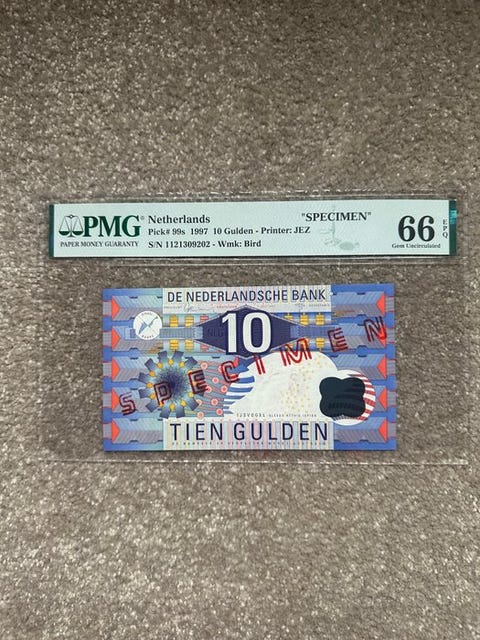 PMG
PAPER MONEY GUARANTY
Netherlands
"SPECIMEN"
Pick# 99s 1997 10 Gulden - Printer: JEZ
S/N 1121309202 - Wmk: Bird
66
EPQ
Gem Uncirculated
DE NEDERLANDSCHE BANK
10
SPECIMEN
IJSVOGEL
TIEN GULDEN